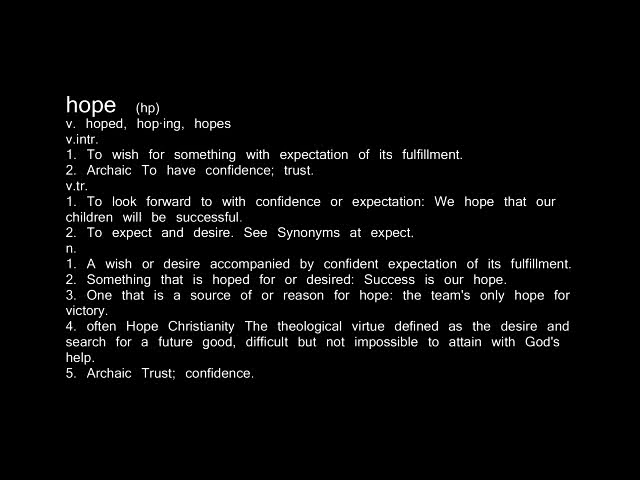 hope (hp)
v. hoped, hop·ing, hopes
v.intr.
1. To wish for something with expectation of its fulfillment.
2. Archaic To have confidence; trust.
v.tr.
1. To look forward to with confidence or expectation: We hope that our
children will be successful.
2. To expect and desire. See Synonyms at expect.
n.
1. A wish or desire accompanied by confident expectation of its fulfillment.
2. Something that is hoped for or desired: Success is our hope.
3. One that is a source of or reason for hope: the team's only hope for
victory.
4. often Hope Christianity The theological virtue defined as the desire and
search for a future good, difficult but not impossible to attain with God's
help.
5. Archaic Trust; confidence.